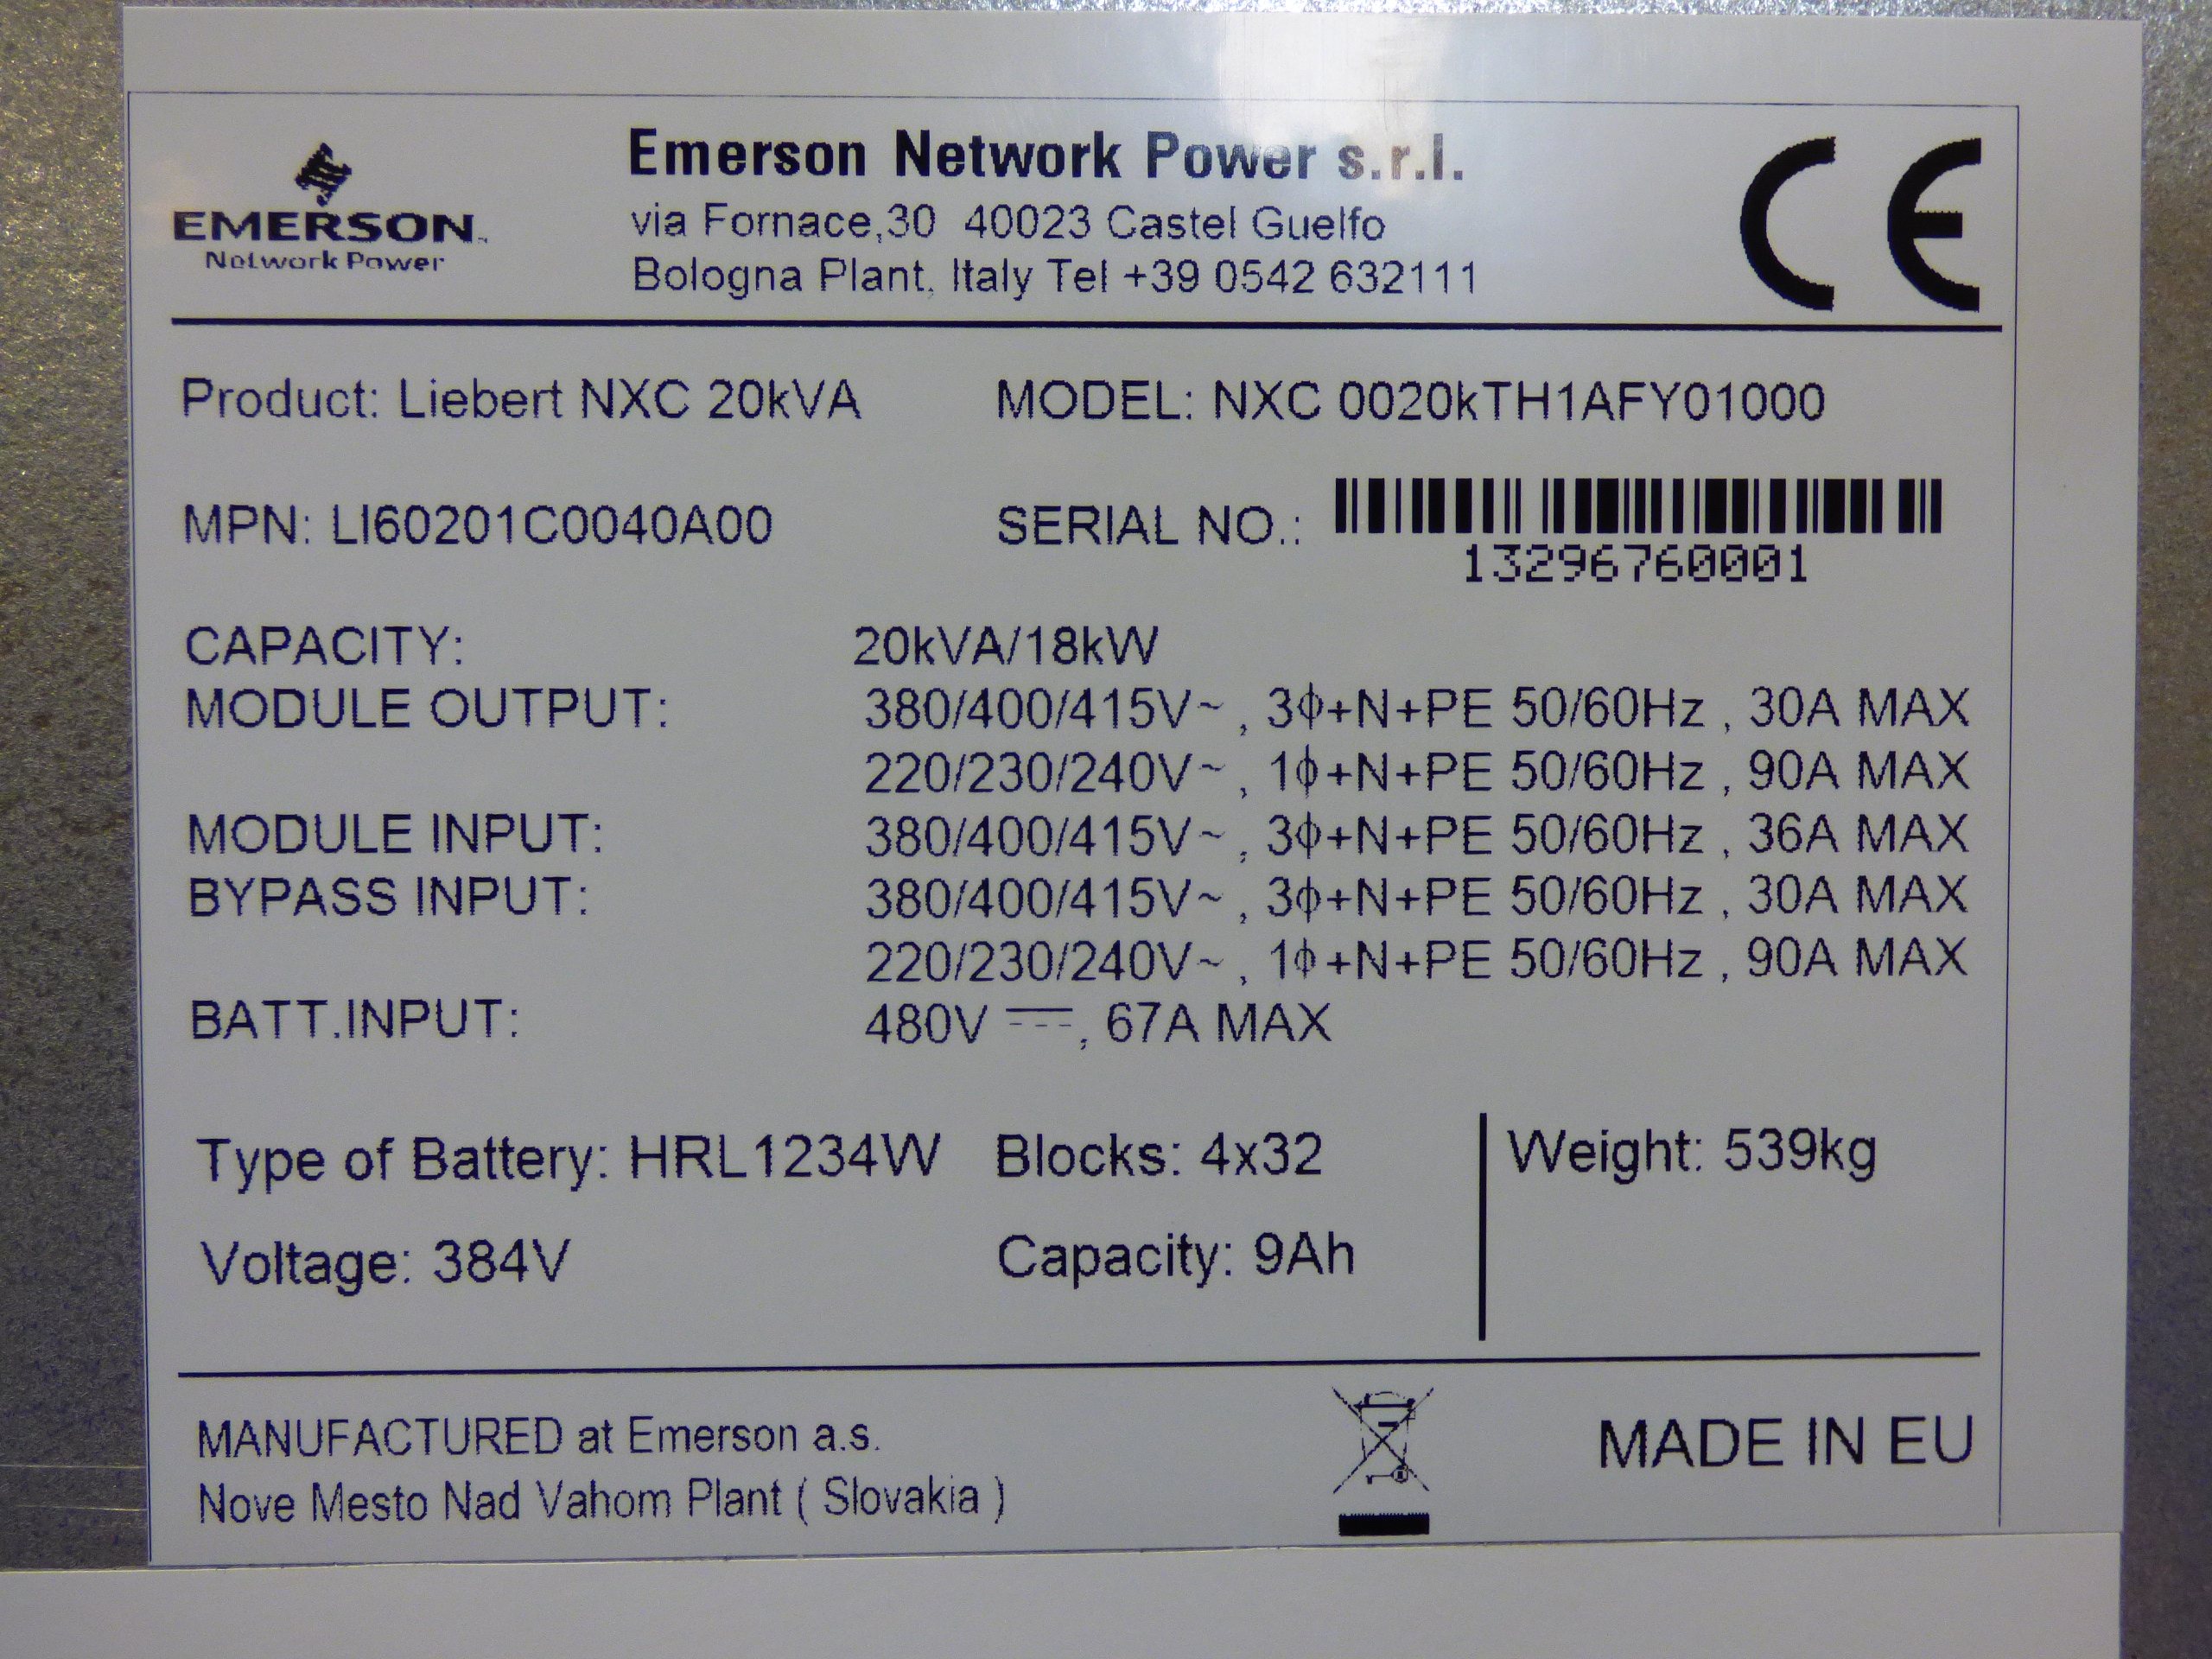 EMERSON
Network Power
Emerson Network Power s.r.l.
via Fornace,30 40023 Castel Guelfo
Bologna Plant, Italy Tel +39 0542 632111
CE
Product: Liebert NXC 20kVA
MODEL: NXC 0020kTH1AFY01000
MPN: LI60201C0040A00
SERIAL NO.:
13296760001
CAPACITY: 20kVA/18kW
MODULE OUTPUT: 380/400/415V~ , 3ϕ+N+PE 50/60Hz , 30A MAX
220/230/240V~ , 1ϕ+N+PE 50/60Hz , 90A MAX
MODULE INPUT: 380/400/415V~ , 3ϕ+N+PE 50/60Hz , 36A MAX
BYPASS INPUT: 380/400/415V~ , 3ϕ+N+PE 50/60Hz , 30A MAX
220/230/240V~ , 1ϕ+N+PE 50/60Hz , 90A MAX
BATT.INPUT: 480V ⎓, 67A MAX
Type of Battery: HRL1234W Blocks: 4x32
Weight: 539kg
Voltage: 384V Capacity: 9Ah
MANUFACTURED at Emerson a.s.
Nove Mesto Nad Vahom Plant ( Slovakia )
MADE IN EU